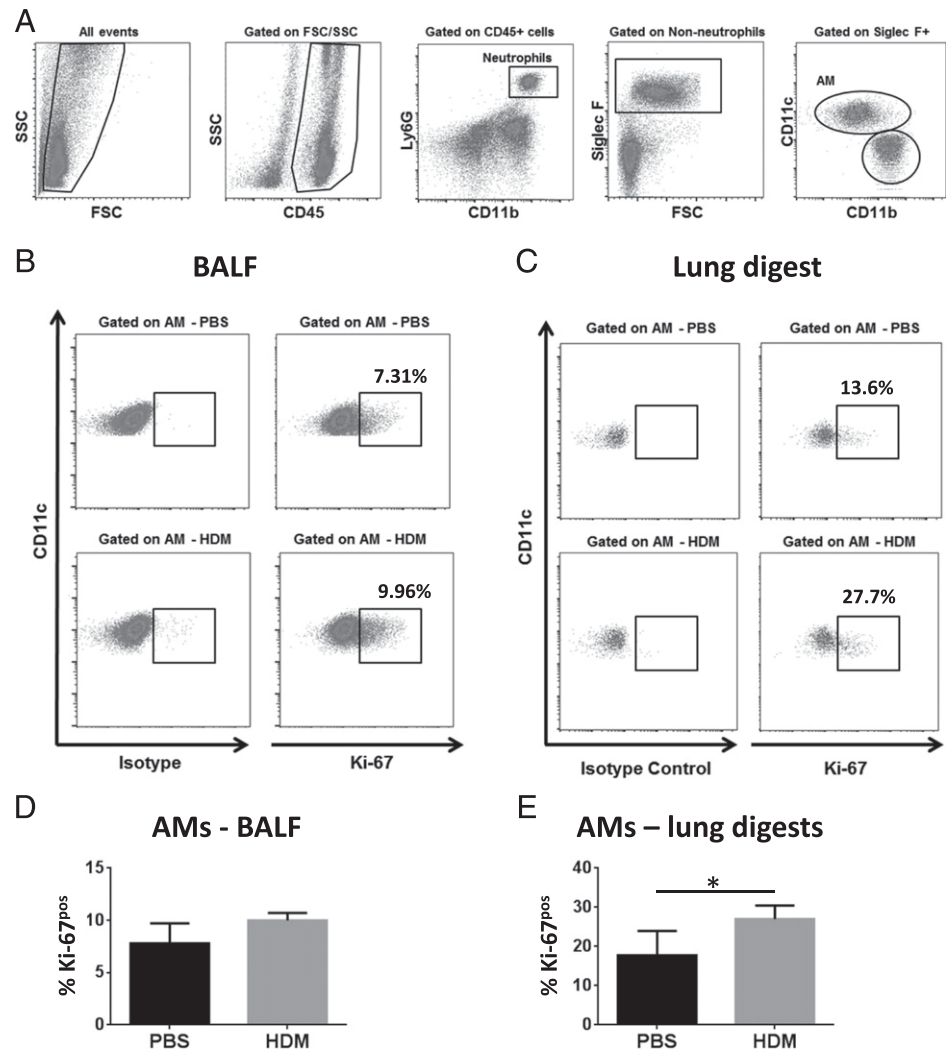 A
All events
Gated on FSC/SSC
Gated on CD45+ cells
Gated on Non-neutrophils
Gated on Siglec F+
SSC
FSC
SSC
CD45
Neutrophils
Ly6G
CD11b
Siglec F
FSC
AM
CD11c
CD11b
B
BALF
Gated on AM - PBS
Gated on AM - PBS
7.31%
Gated on AM - HDM
Gated on AM - HDM
9.96%
CD11c
Isotype
Ki-67
C
Lung digest
Gated on AM - PBS
Gated on AM - PBS
13.6%
Gated on AM - HDM
Gated on AM - HDM
27.7%
CD11c
Isotype Control
Ki-67
D
AMs - BALF
% Ki-67pos
15
10
5
0
PBS
HDM
E
AMs – lung digests
% Ki-67pos
40
30
20
10
0
*
PBS
HDM